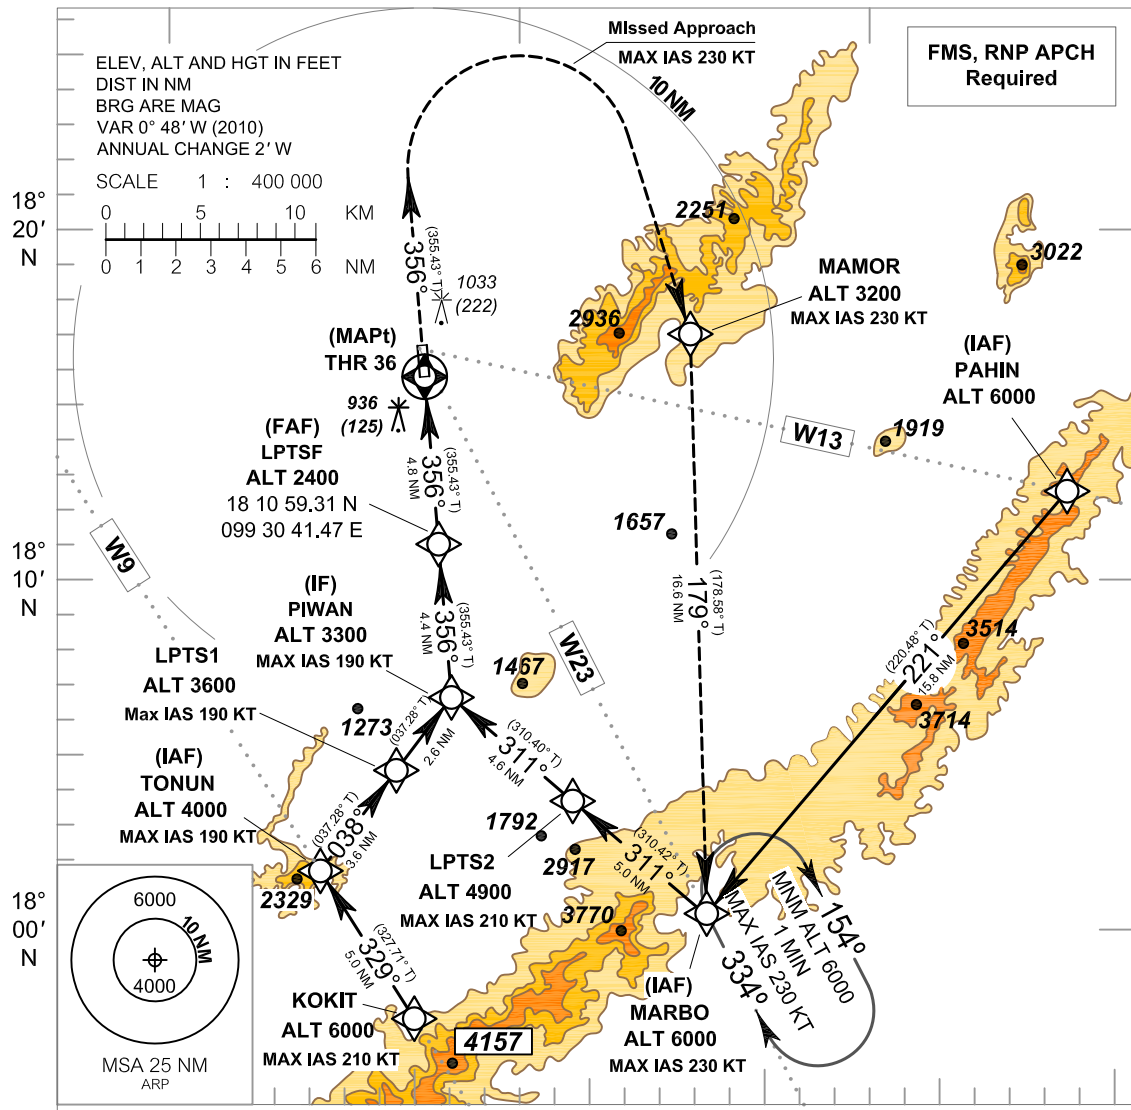 ELEV, ALT AND HGT IN FEET
DIST IN NM
BRG ARE MAG
VAR 0° 48' W (2010)
ANNUAL CHANGE 2' W
SCALE 1 : 400 000
0 5 10 KM
0 1 2 3 4 5 6 NM
MIssed Approach
MAX IAS 230 KT
10 NM
FMS, RNP APCH
Required
18°
20'
N
2251
3022
MAMOR
ALT 3200
MAX IAS 230 KT
2936
356°
(355.43° T)
1033
(222)
(MAPt)
THR 36
936
(125)
(IAF)
PAHIN
ALT 6000
W13
1919
(FAF)
LPTSF
ALT 2400
18 10 59.31 N
099 30 41.47 E
(355.43° T)
356°
4.8 NM
1657
W9
18°
10'
N
(IF)
PIWAN
ALT 3300
MAX IAS 190 KT
(355.43° T)
356°
4.4 NM
(178.58° T)
179°
16.6 NM
W23
1467
3514
(220.48° T)
221°
15.8 NM
3714
LPTS1
ALT 3600
Max IAS 190 KT
1273
(037.28° T)
2.6 NM
(310.40° T)
311°
4.6 NM
(IAF)
TONUN
ALT 4000
MAX IAS 190 KT
(037.28° T)
038°
3.6 NM
1792
2917
LPTS2
ALT 4900
MAX IAS 210 KT
(310.42° T)
311°
5.0 NM
2329
3770
18°
00'
N
154°
MNM ALT 6000
1 MIN
MAX IAS 230 KT
334°
(327.71° T)
329°
5.0 NM
KOKIT
ALT 6000
MAX IAS 210 KT
4157
(IAF)
MARBO
ALT 6000
MAX IAS 230 KT
6000
10 NM
4000
MSA 25 NM
ARP